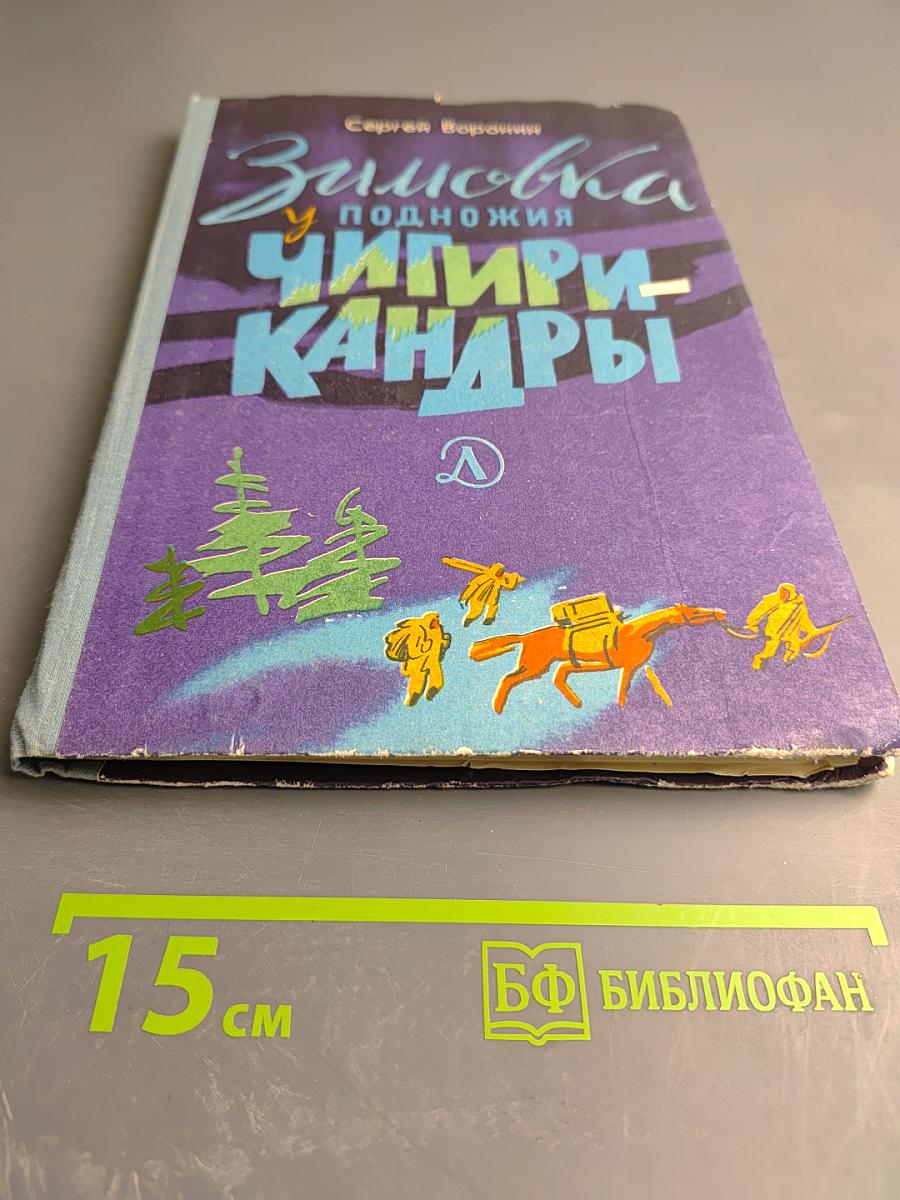 Сергей Воронин
Зимовка
у подножия
ЧИГИРИ-
КАНДРЫ
Д
15 см
БФ БИБЛИОФАН